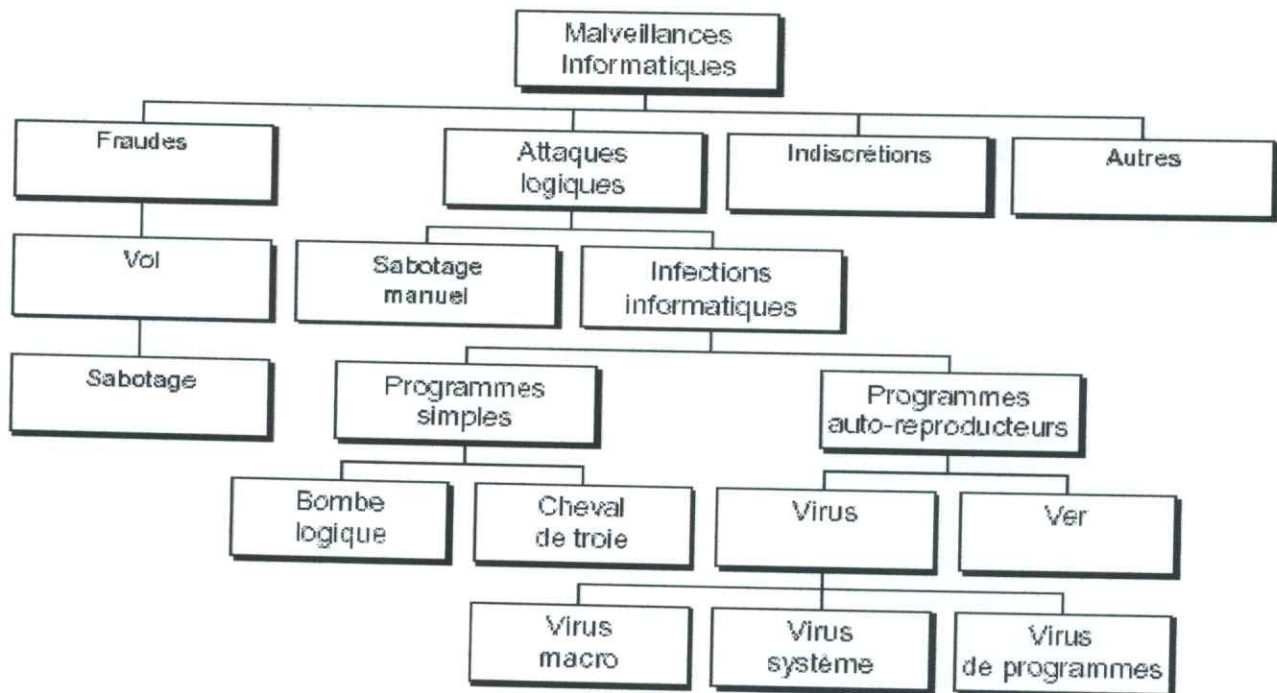 Malveillances
Informatiques
Fraudes
Attaques
logiques
Indiscrétions
Autres
Vol
Sabotage
manuel
Infections
informatiques
Sabotage
Programmes
simples
Programmes
auto-reproducteurs
Bombe
logique
Cheval
de troie
Virus
Ver
Virus
macro
Virus
système
Virus
de programmes